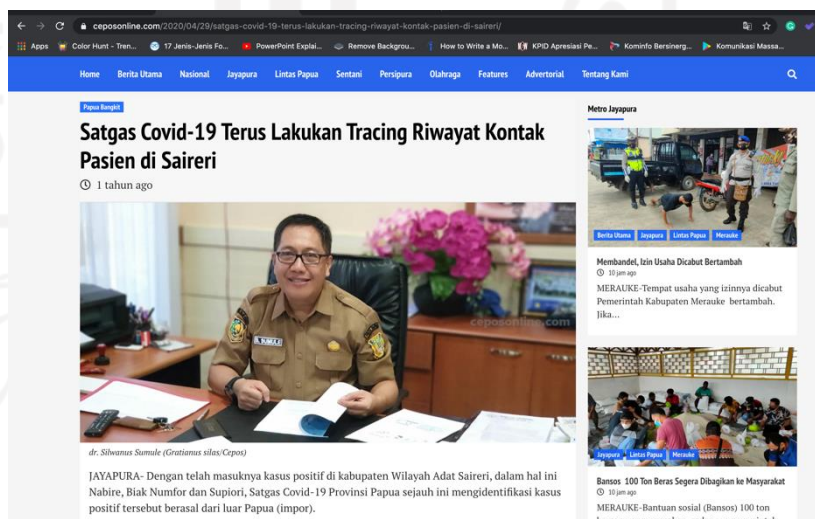 ceposonline.com/2020/04/29/satgas-covid-19-terus-lakukan-tracing-riwayat-kontak-pasien-di-saireri/
Apps
Color Hunt - Tren...
17 Jenis-Jenis Fo...
PowerPoint Explai...
Remove Backgrou...
How to Write a Mo...
KPID Apresiasi Pe...
Kominfo Bersinerg...
Komunikasi Massa...
Home Berita Utama Nasional Jayapura Lintas Papua Sentani Persipura Olahraga Features Advertorial Tentang Kami
Papua Bangkit
Satgas Covid-19 Terus Lakukan Tracing Riwayat Kontak
Pasien di Saireri
1 tahun ago
ceposonline.com
dr. Silwanus Sumule (Gratianus silas/Cepos)
JAYAPURA- Dengan telah masuknya kasus positif di kabupaten Wilayah Adat Saireri, dalam hal ini
Nabire, Biak Numfor dan Supiori, Satgas Covid-19 Provinsi Papua sejauh ini mengidentifikasi kasus
positif tersebut berasal dari luar Papua (impor).
Metro Jayapura
Berita Utama Jayapura Lintas Papua Merauke
Membandel, Izin Usaha Dicabut Bertambah
10 jam ago
MERAUKE-Tempat usaha yang izinnya dicabut
Pemerintah Kabupaten Merauke bertambah.
Jika...
Jayapura Lintas Papua Merauke
Bansos 100 Ton Beras Segera Dibagikan ke Masyarakat
10 jam ago
MERAUKE-Bantuan sosial (Bansos) 100 ton